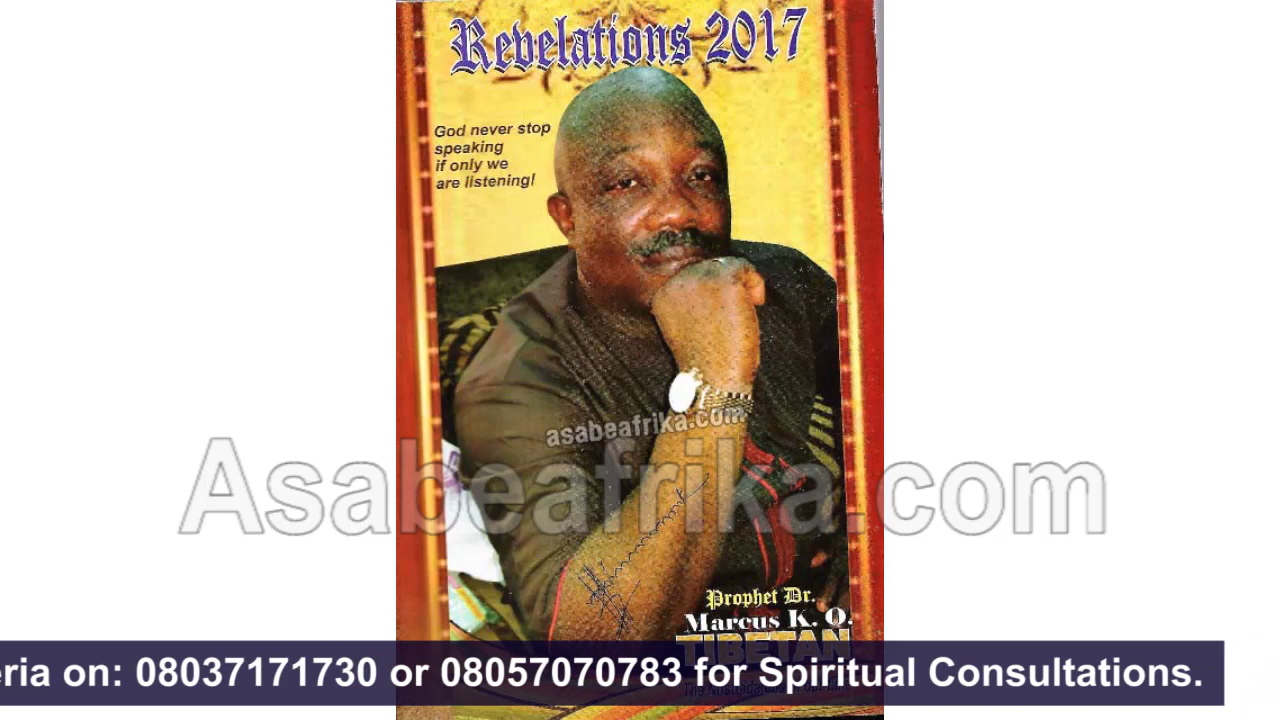 Revelations 2017
God never stop
speaking
if only we
are listening!
asabeafrika.com
Asabeafrika.com
Prophet Dr.
Marcus K. O.
TIBETAN
eria on: 08037171730 or 08057070783 for Spiritual Consultations.